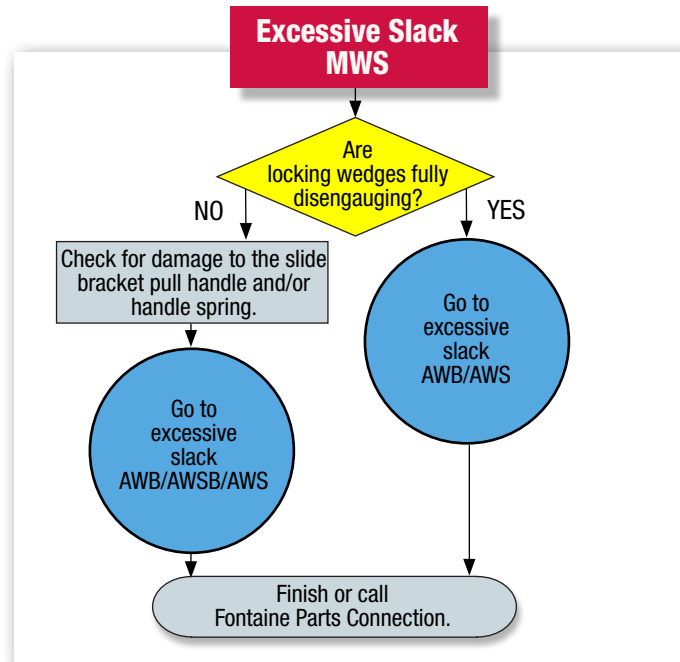 Excessive Slack
MWS
Are
locking wedges fully
disengauging?
NO
YES
Check for damage to the slide
bracket pull handle and/or
handle spring.
Go to
excessive
slack
AWB/AWS
Go to
excessive
slack
AWB/AWSB/AWS
Finish or call
Fontaine Parts Connection.